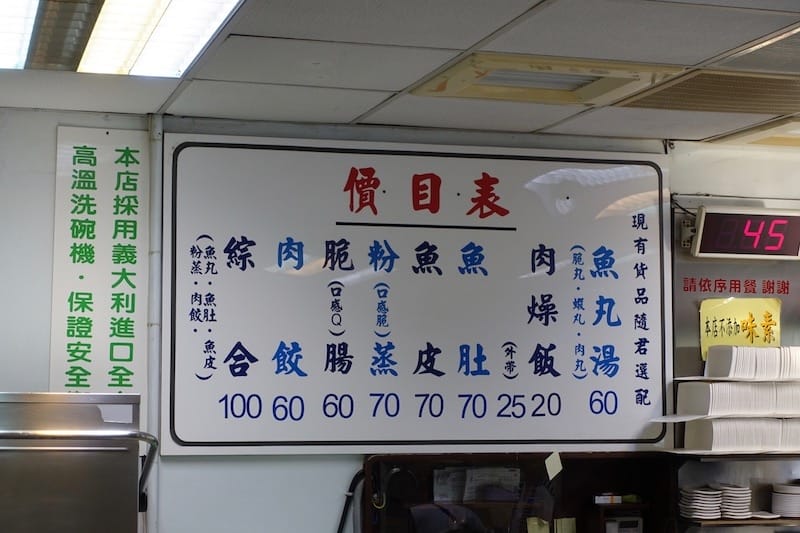 價·目·表
現有貨品隨君選配
魚丸湯
(脆丸·蝦丸·肉丸)
60
肉燥飯
20
(外帶)
25
魚肚
70
魚皮
70
粉蒸
(口感脆)
70
脆腸
(口感Q)
60
肉餃
60
綜合
(魚丸·魚肚·魚皮
粉蒸·肉餃)
100
本店採用義大利進口全
高溫洗碗機·保證安全
45
請依序用餐 謝謝
本店不添加味素